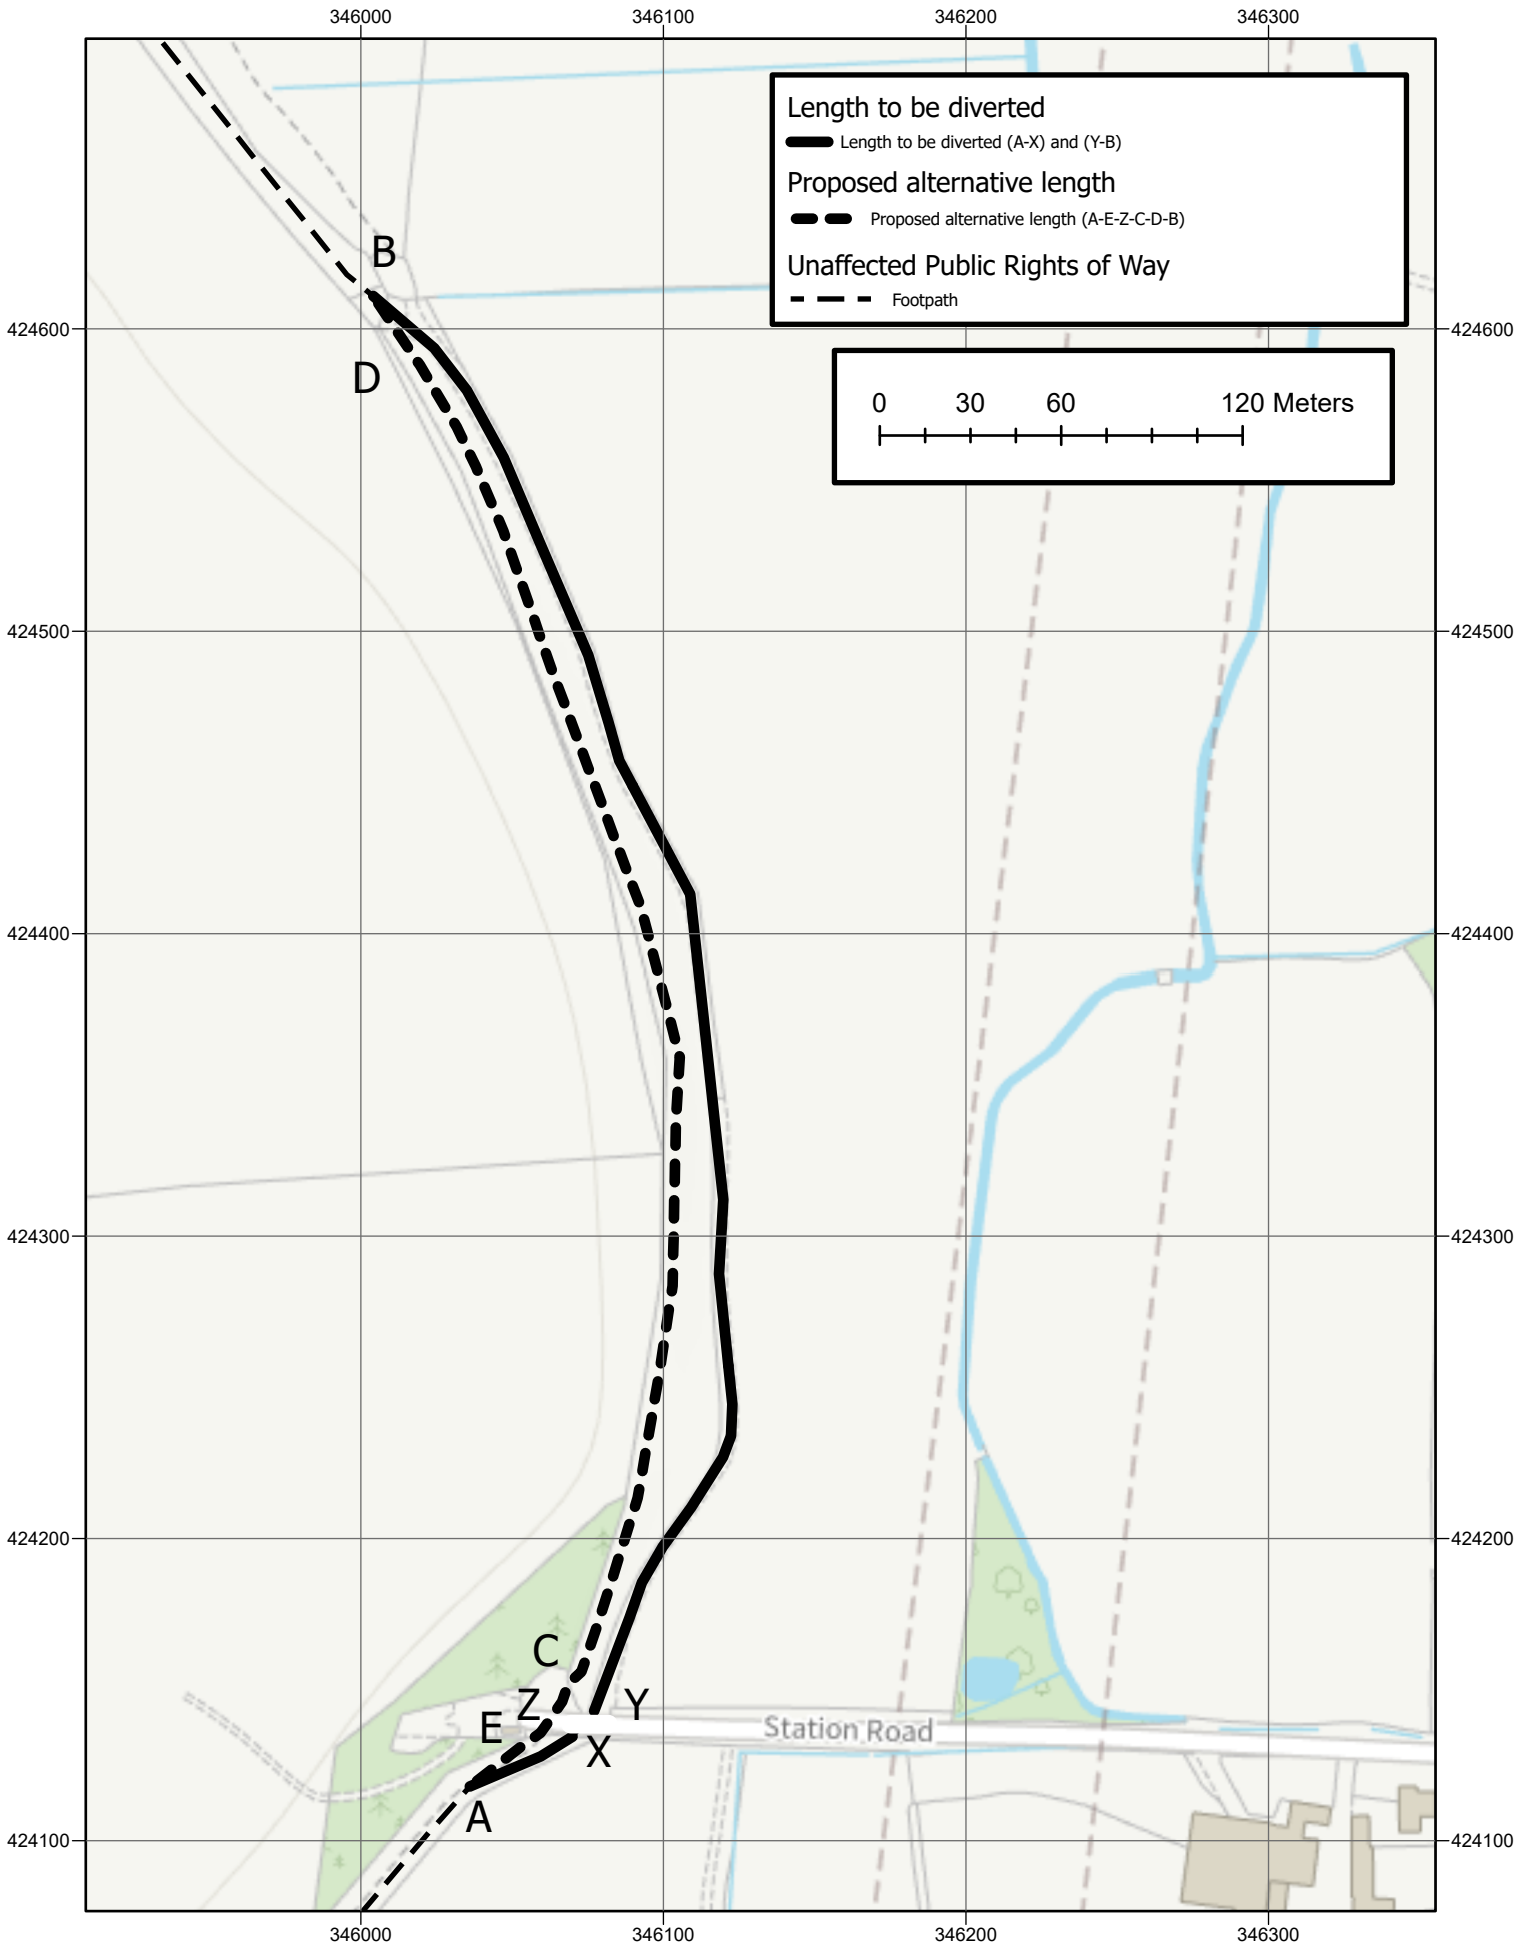 346000 346100 346200 346300
Length to be diverted
Length to be diverted (A-X) and (Y-B)
Proposed alternative length
Proposed alternative length (A-E-Z-C-D-B)
Unaffected Public Rights of Way
Footpath
B
424600 424600
D
0 30 60 120 Meters
424500 424500
424400 424400
424300 424300
424200 424200
C
Z Y
E Station Road
X
A
424100 424100
346000 346100 346200 346300